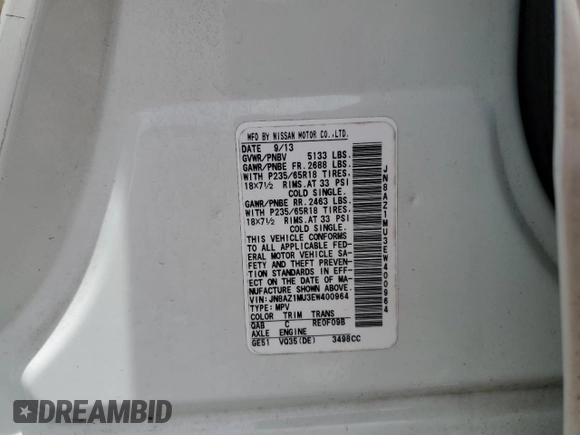 MFD BY NISSAN MOTOR CO.,LTD.
DATE 9/13
GVWR/PNBV 5133 LBS.
GAWR/PNBE FR. 2688 LBS.
WITH P235/65R18 TIRES.
18×7½ RIMS. AT 33 PSI
COLD SINGLE.
GAWR/PNBE RR. 2463 LBS.
WITH P235/65R18 TIRES.
18×7½ RIMS. AT 33 PSI
COLD SINGLE.
THIS VEHICLE CONFORMS
TO ALL APPLICABLE FED-
ERAL MOTOR VEHICLE SA-
FETY AND THEFT PREVEN-
TION STANDARDS IN EFF-
ECT ON THE DATE OF MA-
NUFACTURE SHOWN ABOVE.
VIN:JN8AZ1MU3EW400964
TYPE: MPV
COLOR TRIM TRANS
QAB C RE0F09B
AXLE ENGINE
GE51 VQ35(DE) 3498CC
JN8AZ1MU3EW400964
DREAMBID